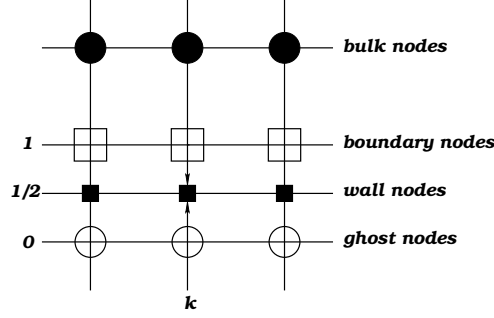 bulk nodes
1 boundary nodes
1/2 wall nodes
0 ghost nodes
k